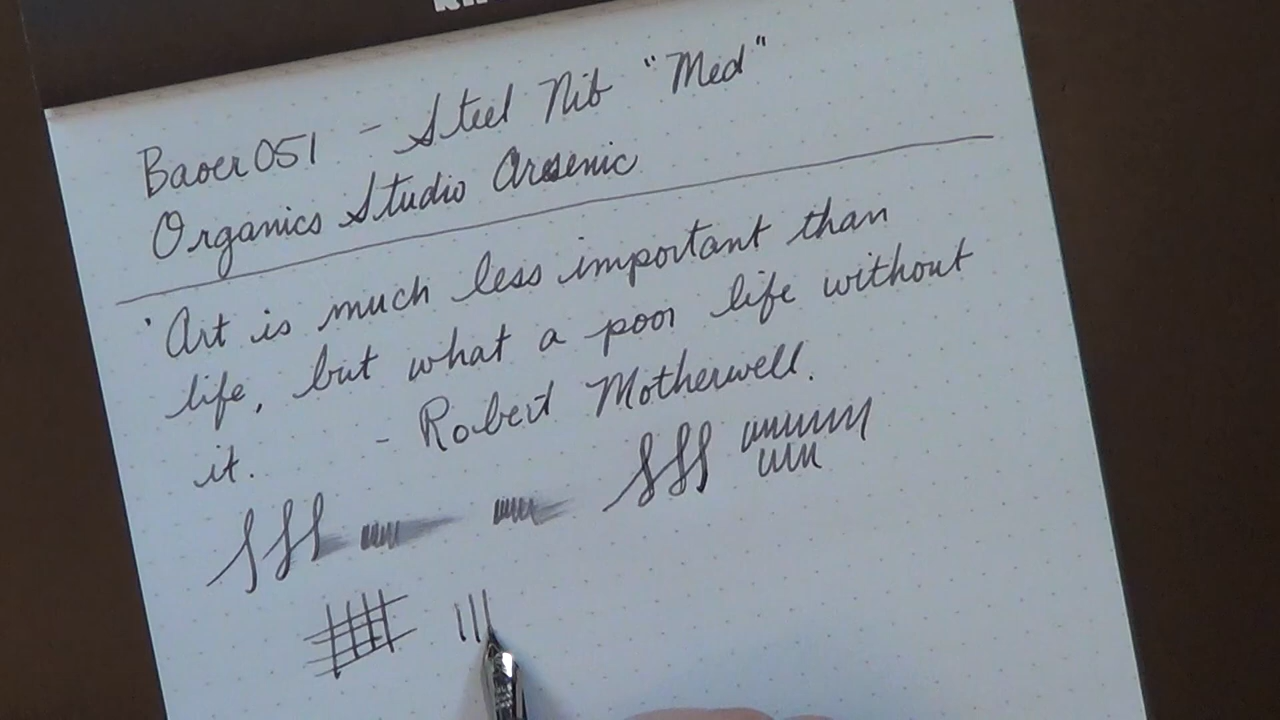 Baoer 051 - Steel Nib "Med"
Organics Studio Arsenic
'Art is much less important than
life, but what a poor life without
it. - Robert Motherwell.